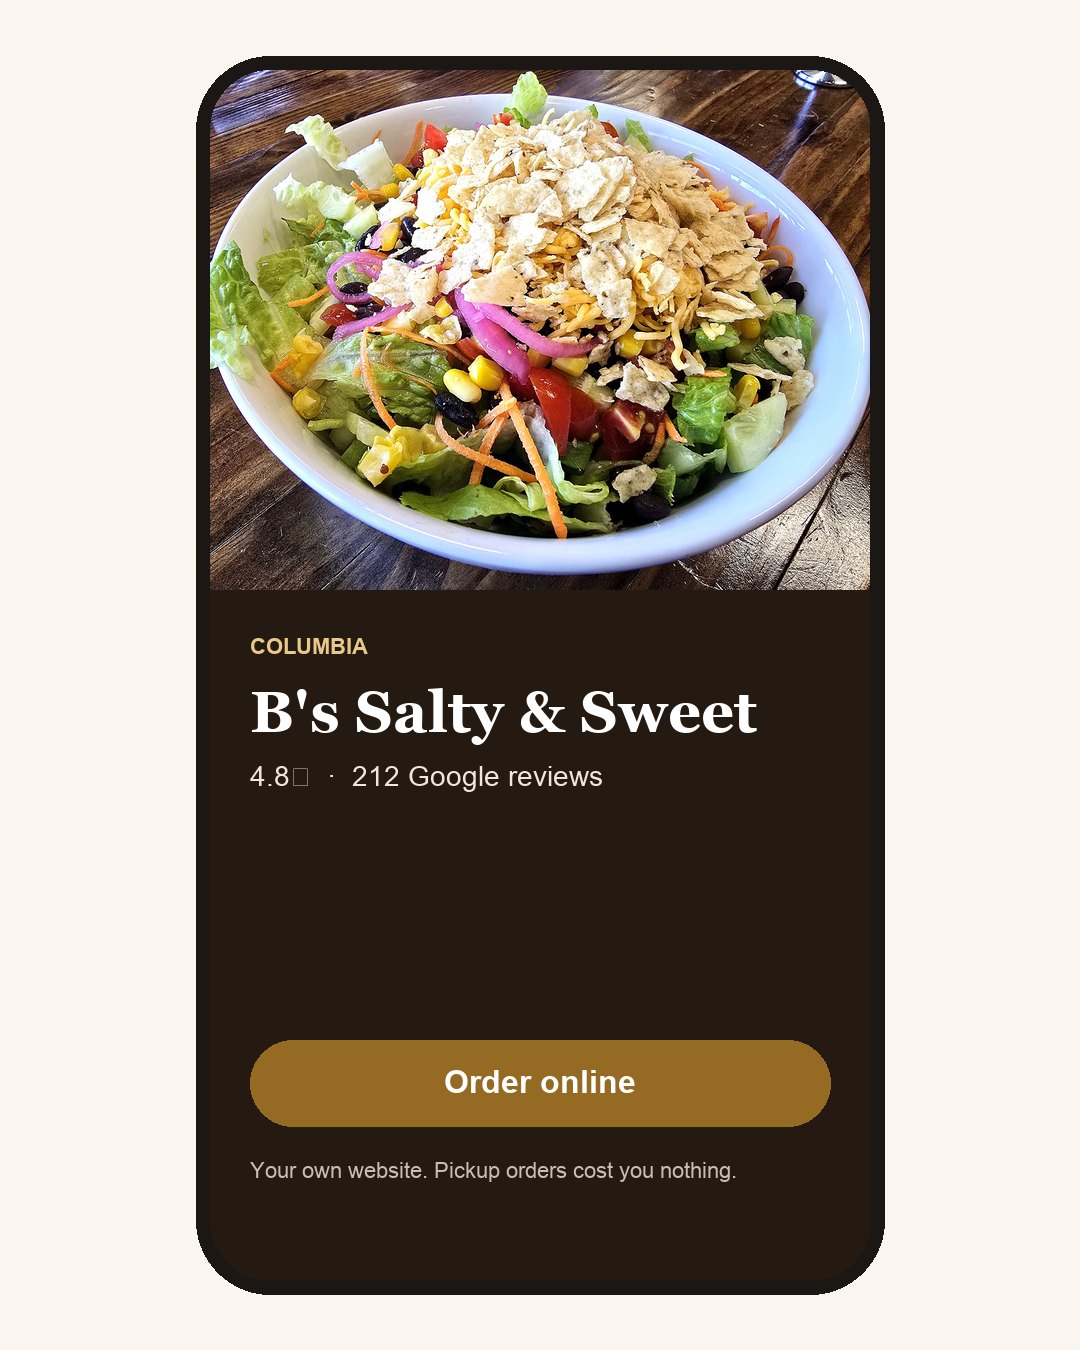 COLUMBIA
B's Salty & Sweet
4.8□ · 212 Google reviews
Order online
Your own website. Pickup orders cost you nothing.